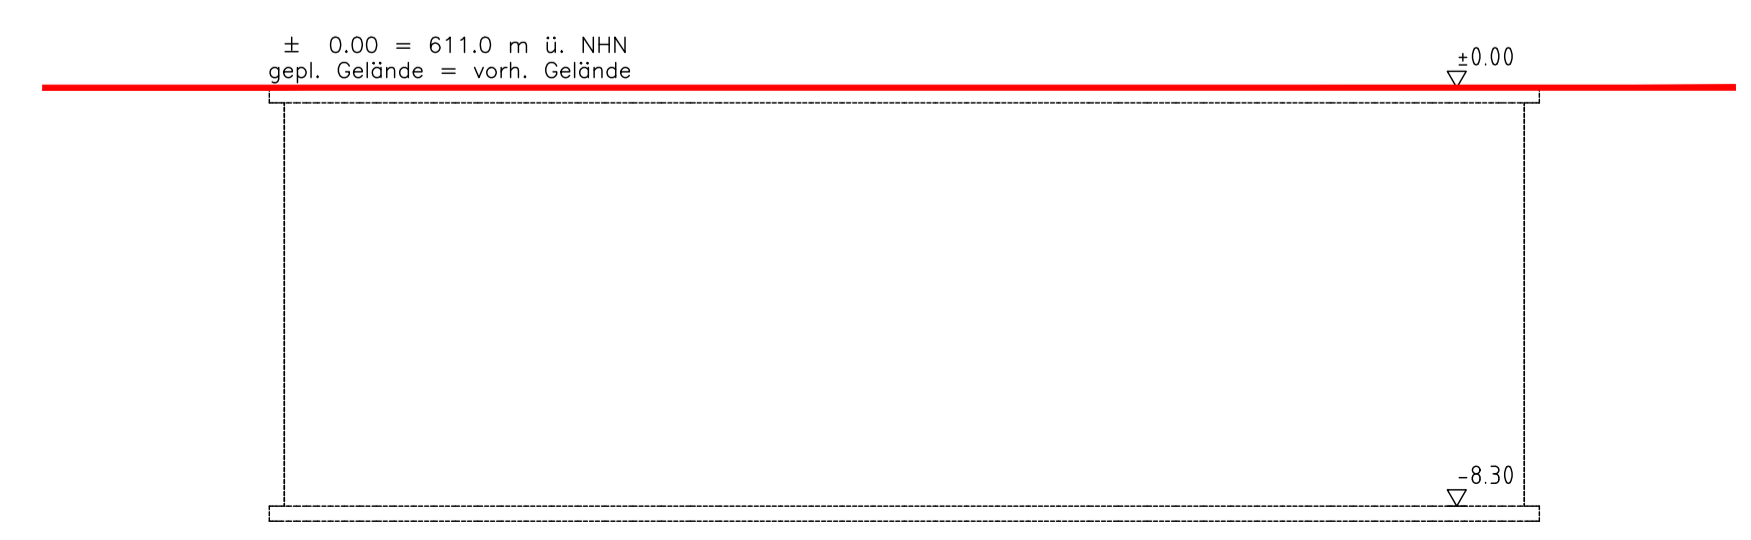 ± 0.00 = 611.0 m ü. NHN
gepl. Gelände = vorh. Gelände
±0.00
-8.30